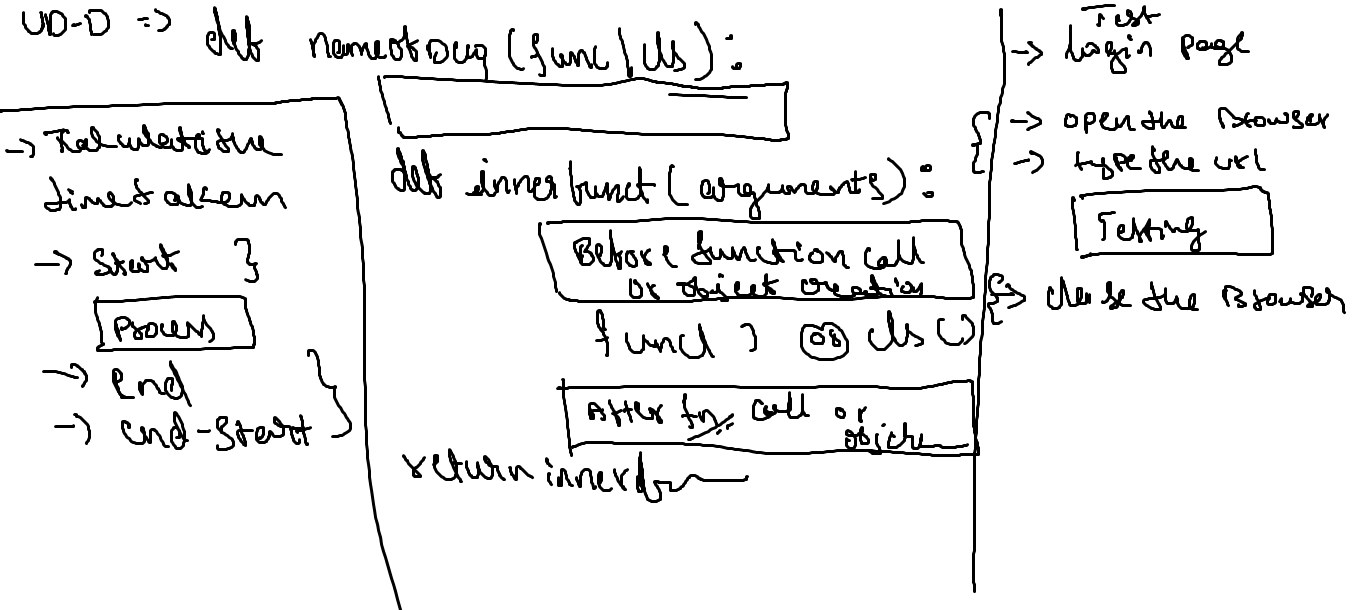 UD-D => def nameofDeco (func | cls) :
def innerfunct (arguments) :
Before function call
or object creation
func( ) or cls ()
After fn call or
object
return inner
-> Calculate the
time taken
-> Start }
Process
-> End
-> end-Start
Test
-> Login page
-> open the Browser
-> type the url
Testing
-> close the Browser